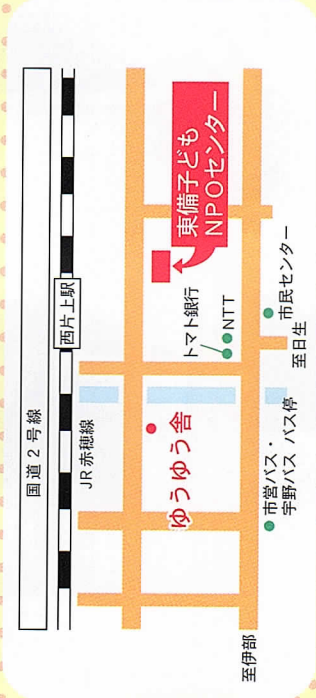 国道2号線
西片上駅
JR赤穂線
東備子ども
NPOセンター
トマト銀行
NTT
ゆうゆう舎
市民センター
至日生
市営バス・
宇野バス バス停
至伊部